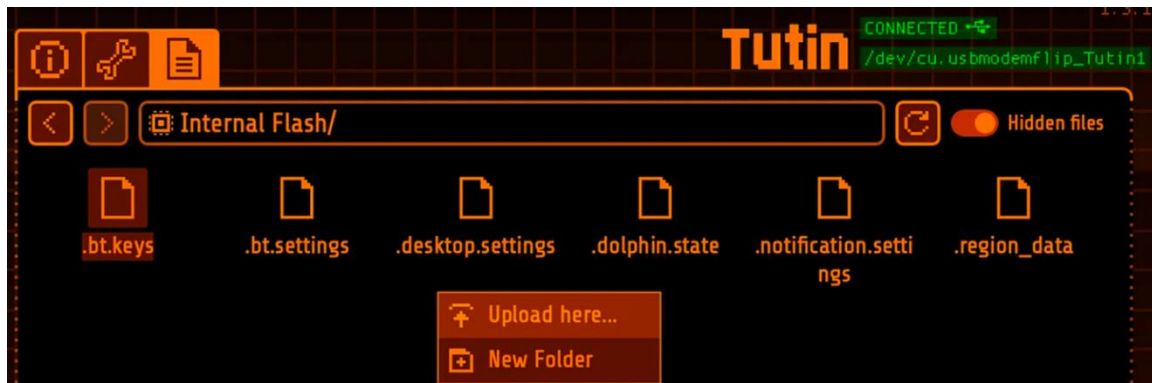 Tutin
CONNECTED
/dev/cu.usbmodemflip_Tutin1
Internal Flash/
Hidden files
.bt.keys
.bt.settings
.desktop.settings
.dolphin.state
.notification.setti
ngs
.region_data
Upload here...
New Folder